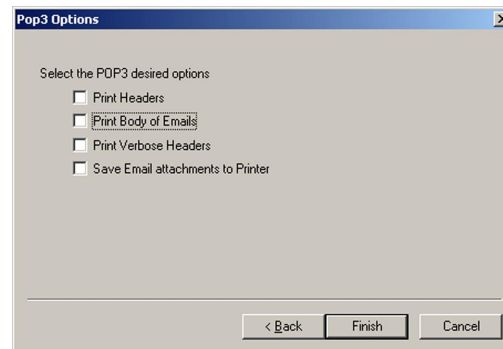 Pop3 Options
Select the POP3 desired options
Print Headers
Print Body of Emails
Print Verbose Headers
Save Email attachments to Printer
< Back
Finish
Cancel